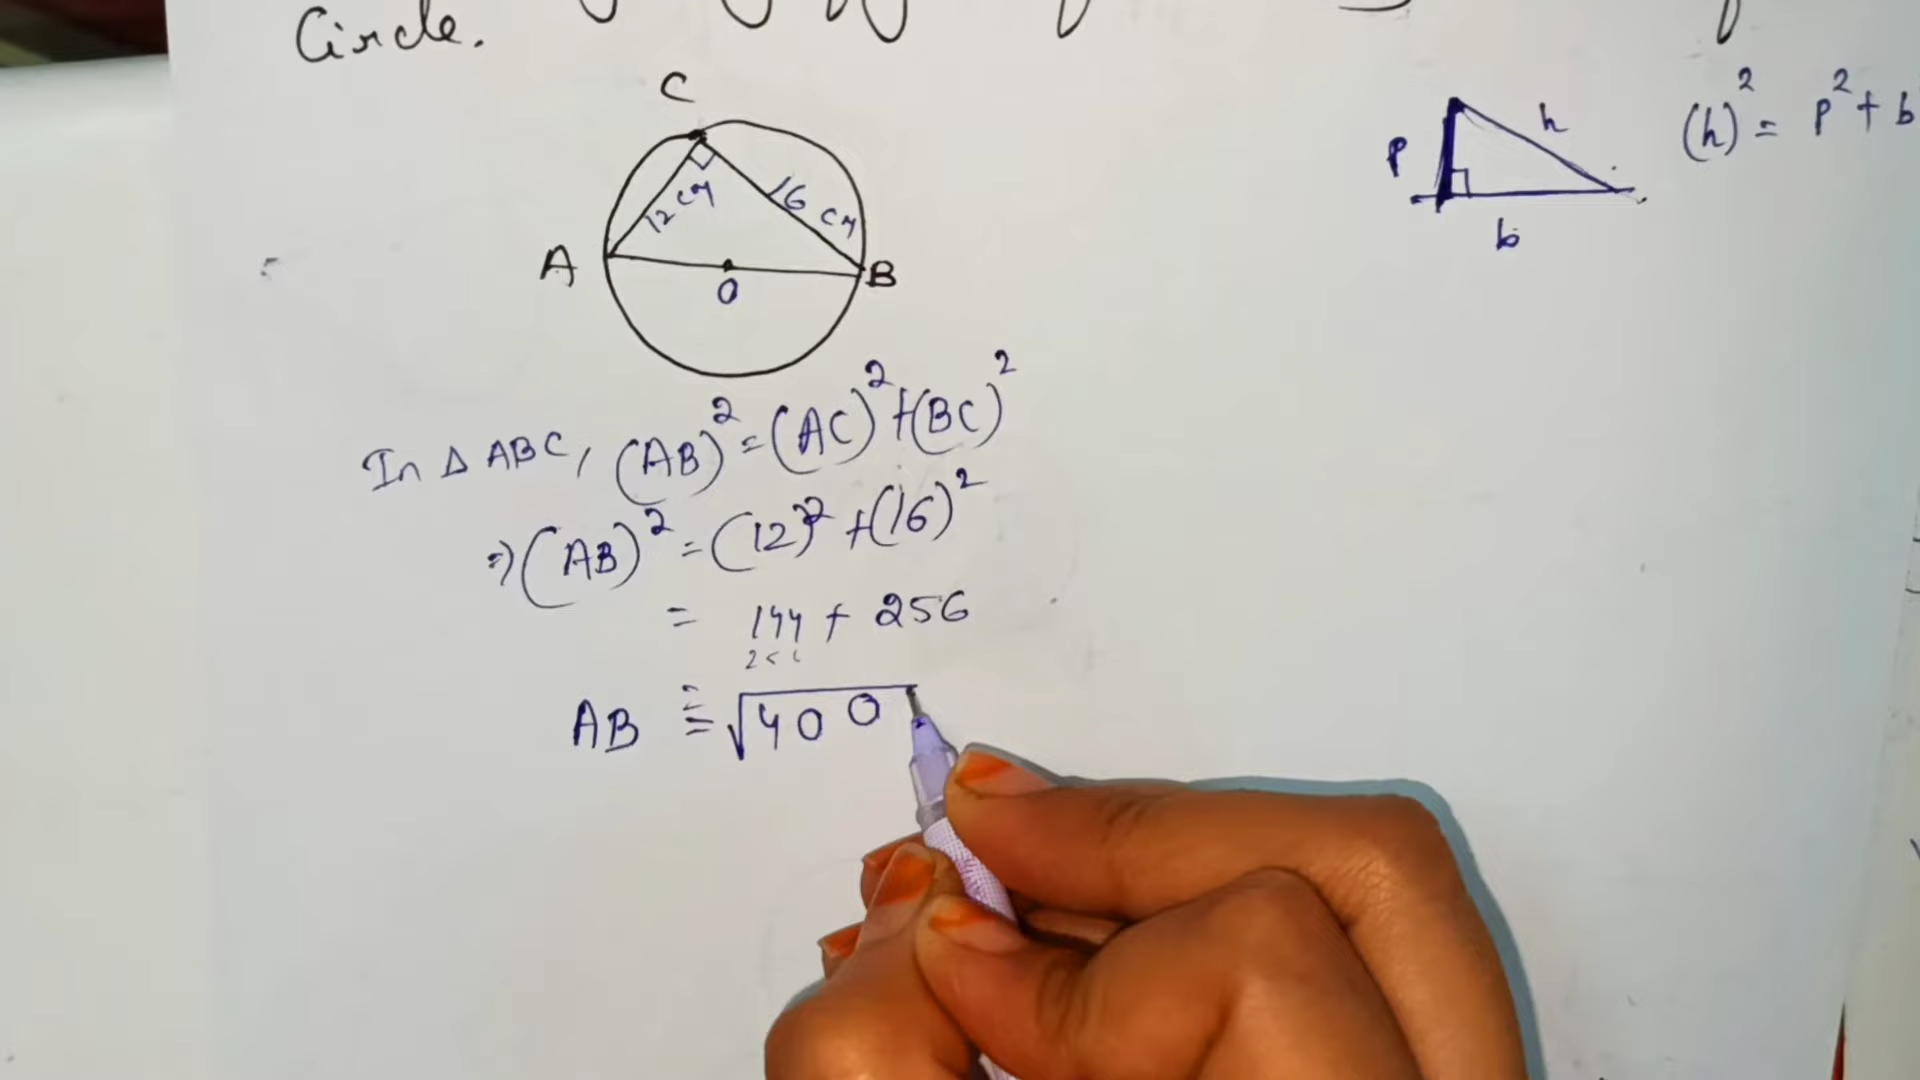 Circle.
C
12 cm
16 cm
A
O
B
P
h
b
(h)² = p² + b
In Δ ABC, (AB)² = (AC)² + (BC)²
⇒ (AB)² = (12)² + (16)²
= 144 + 256
=
AB = √400